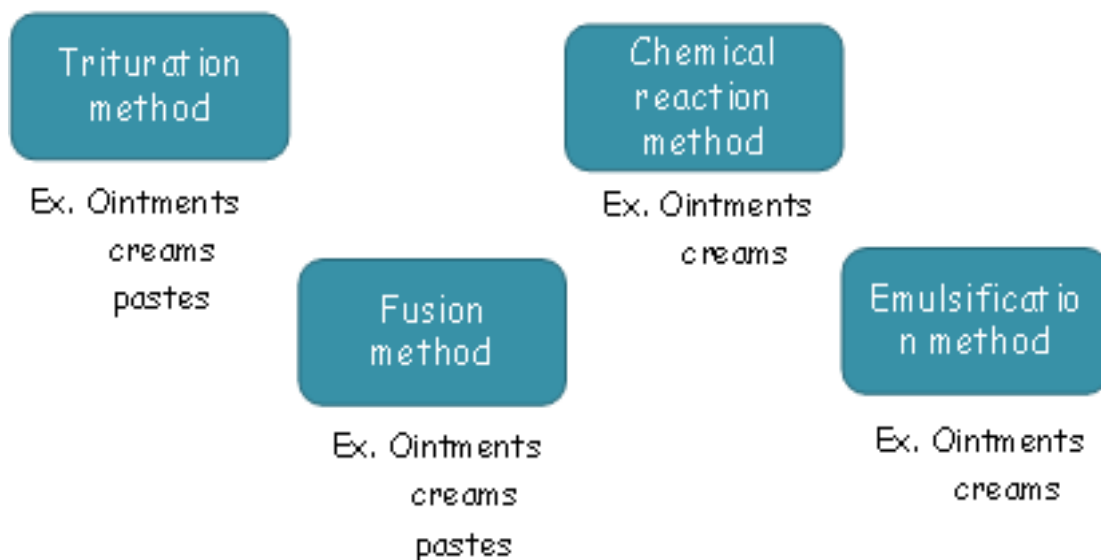 Trituration
method
Ex. Ointments
creams
pastes
Fusion
method
Ex. Ointments
creams
pastes
Chemical
reaction
method
Ex. Ointments
creams
Emulsificatio
n method
Ex. Ointments
creams